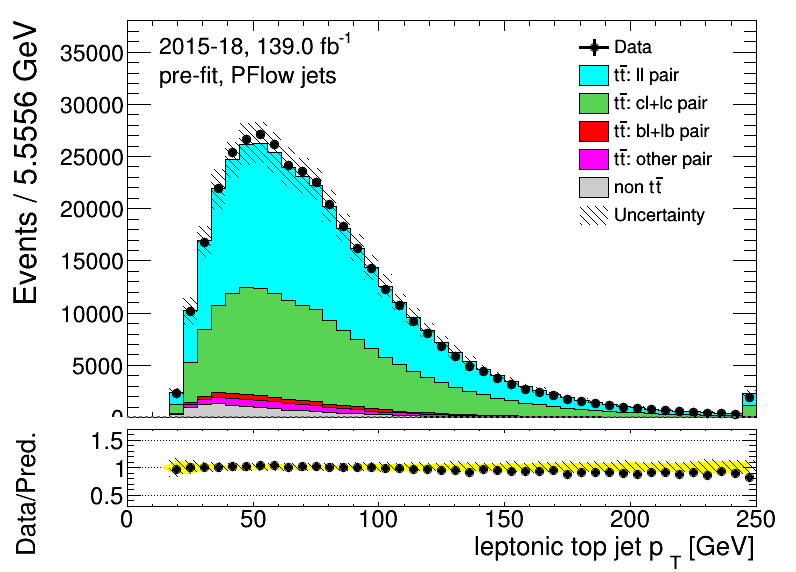 Events / 5.5556 GeV
35000
30000
25000
20000
15000
10000
5000
0
2015-18, 139.0 fb⁻¹
pre-fit, PFlow jets
Data
tt̄: ll pair
tt̄: cl+lc pair
tt̄: bl+lb pair
tt̄: other pair
non tt̄
Uncertainty
Data/Pred.
1.5
1
0.5
0 50 100 150 200 250
leptonic top jet p_T [GeV]